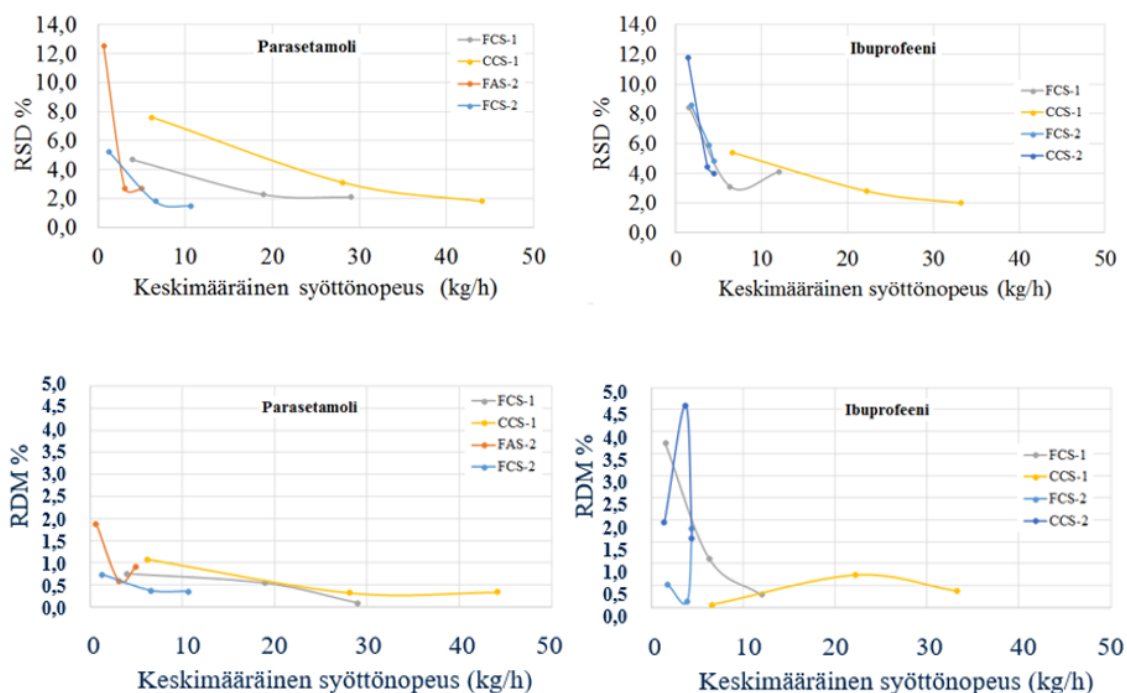 14,0
12,0
10,0
8,0
6,0
4,0
2,0
0,0
RSD %
Parasetamoli
FCS-1
CCS-1
FAS-2
FCS-2
0 10 20 30 40 50
Keskimääräinen syöttönopeus (kg/h)
14,0
12,0
10,0
8,0
6,0
4,0
2,0
0,0
RSD %
Ibuprofeeni
FCS-1
CCS-1
FCS-2
CCS-2
0 10 20 30 40 50
Keskimääräinen syöttönopeus (kg/h)
5,0
4,5
4,0
3,5
3,0
2,5
2,0
1,5
1,0
0,5
0,0
RDM %
Parasetamoli
FCS-1
CCS-1
FAS-2
FCS-2
0 10 20 30 40 50
Keskimääräinen syöttönopeus (kg/h)
5,0
4,5
4,0
3,5
3,0
2,5
2,0
1,5
1,0
0,5
0,0
RDM %
Ibuprofeeni
FCS-1
CCS-1
FCS-2
CCS-2
0 10 20 30 40 50
Keskimääräinen syöttönopeus (kg/h)